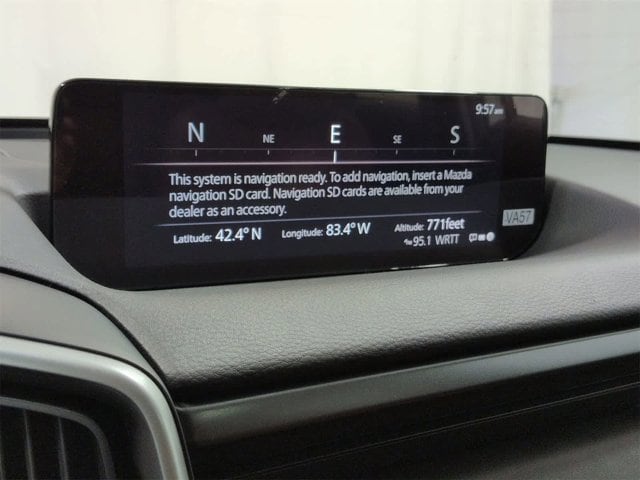 9:57 am
N NE E SE S
This system is navigation ready. To add navigation, insert a Mazda
navigation SD card. Navigation SD cards are available from your
dealer as an accessory.
VA57
Latitude: 42.4° N Longitude: 83.4° W Altitude: 771feet
95.1 WRTT